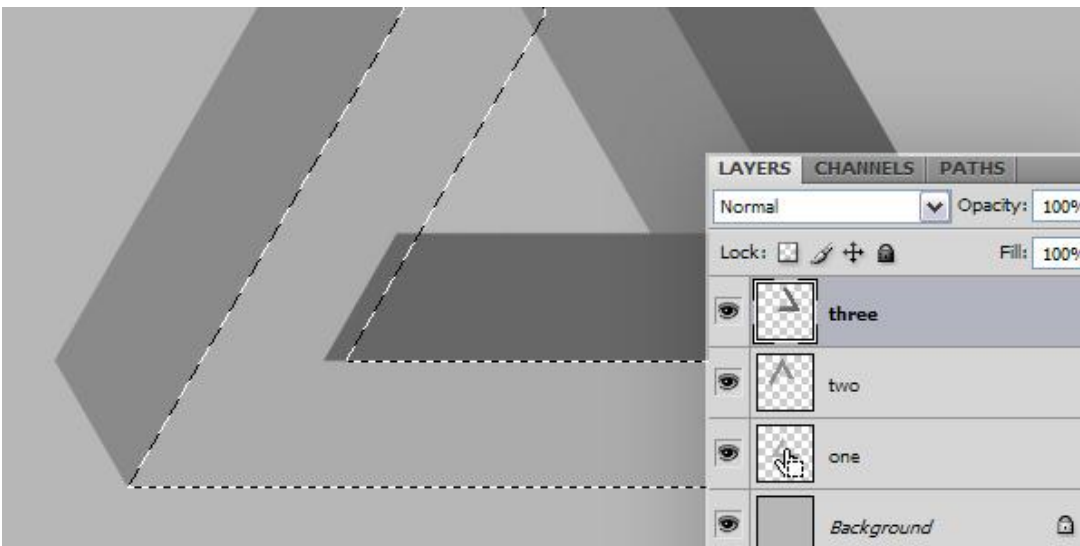 LAYERS CHANNELS PATHS
Normal Opacity: 100%
Lock: Fill: 100%
three
two
one
Background